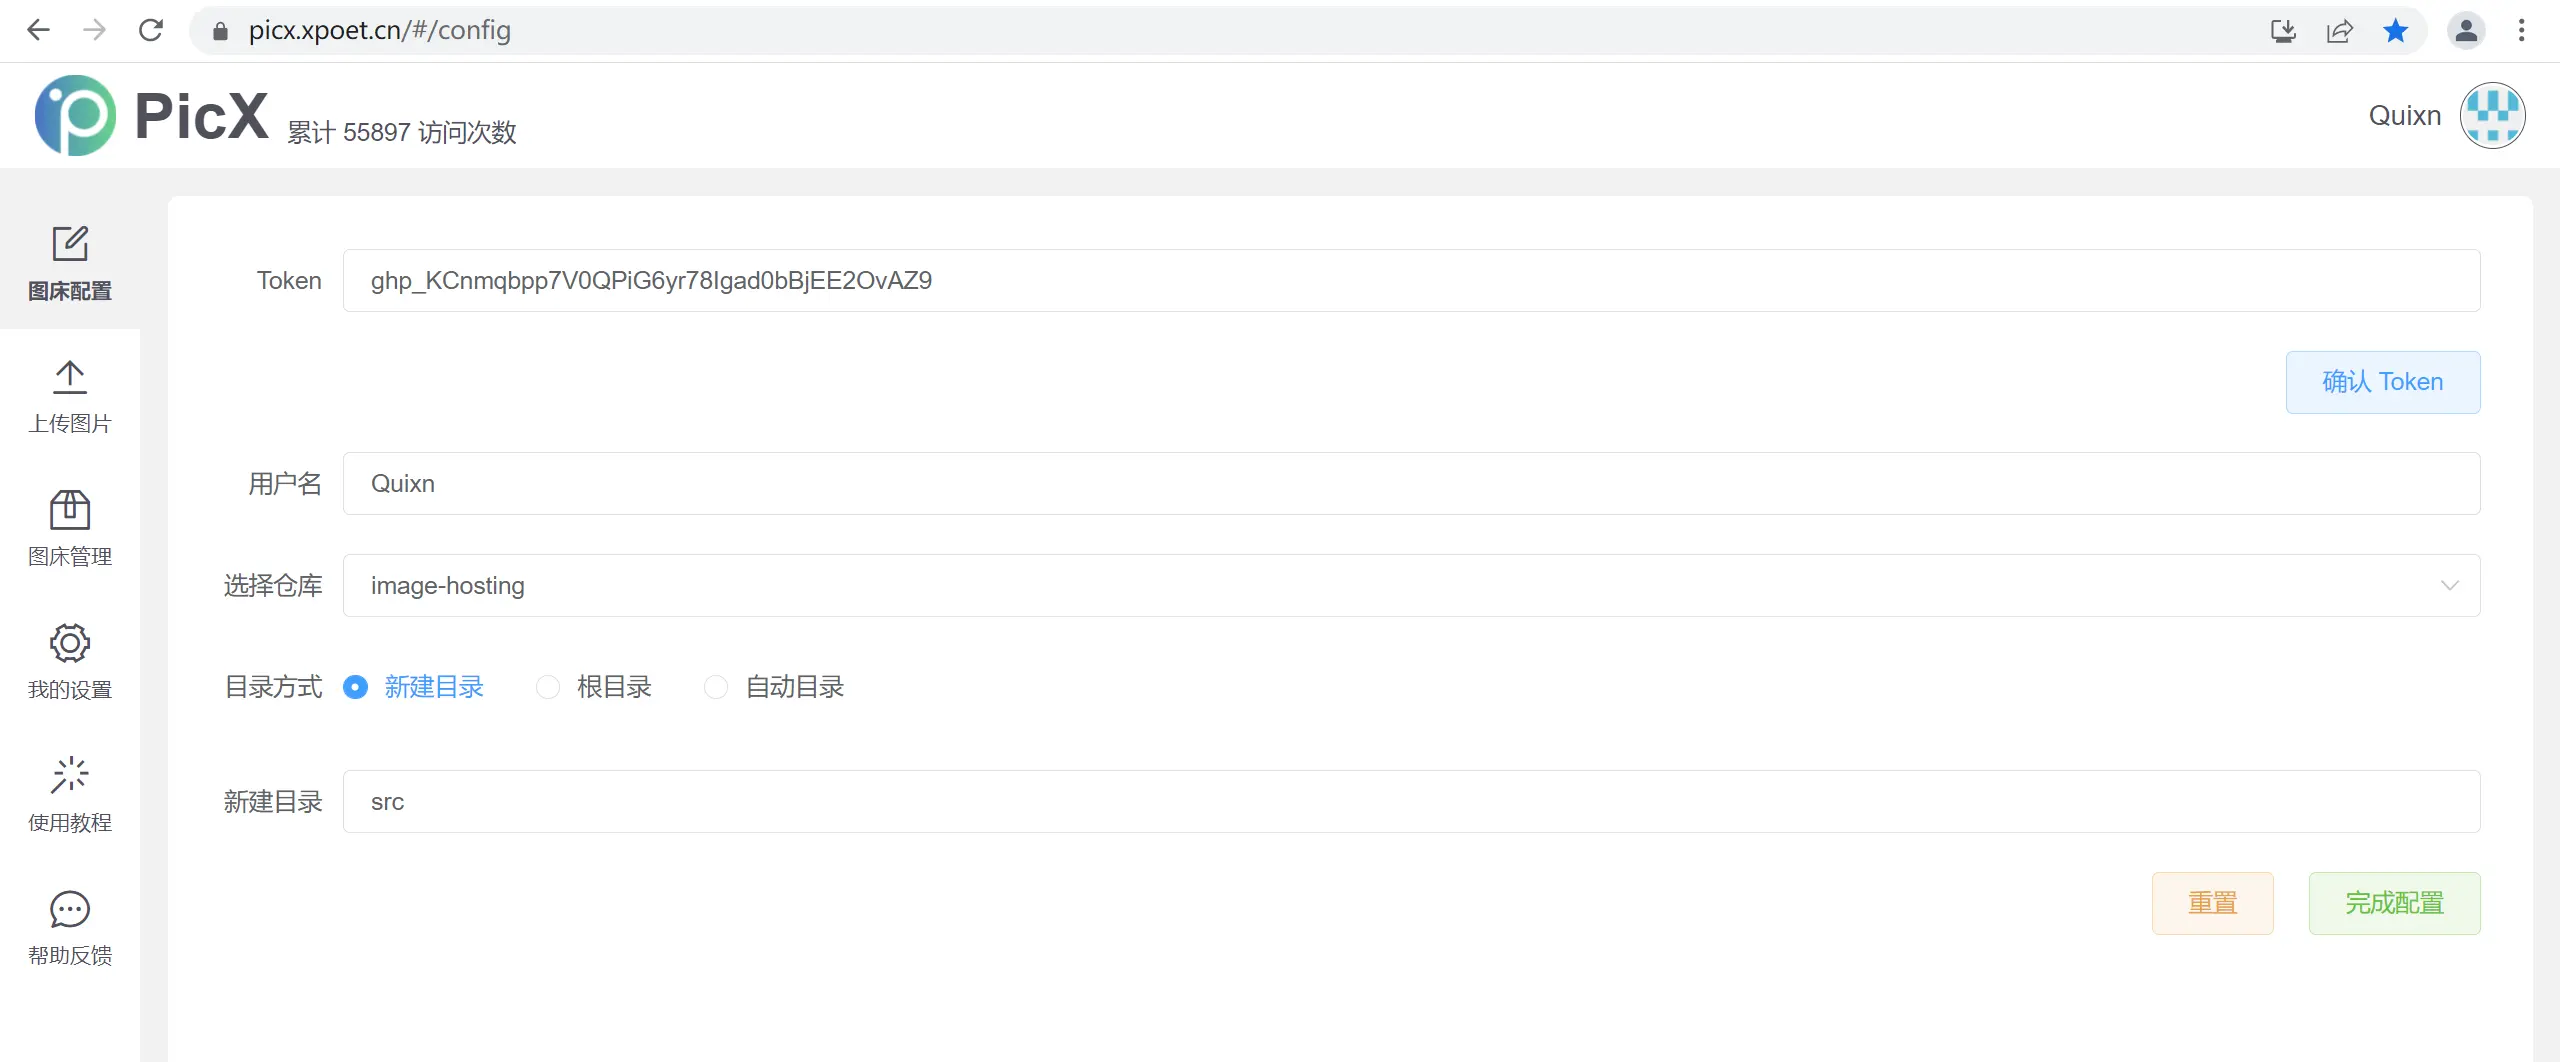 picx.xpoet.cn/#/config
PicX 累计 55897 访问次数
Quixn
图床配置
上传图片
图床管理
我的设置
使用教程
帮助反馈
Token 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
确认 Token
用户名 Quixn
选择仓库 image-hosting
目录方式 新建目录 根目录 自动目录
新建目录 src
重置 完成配置